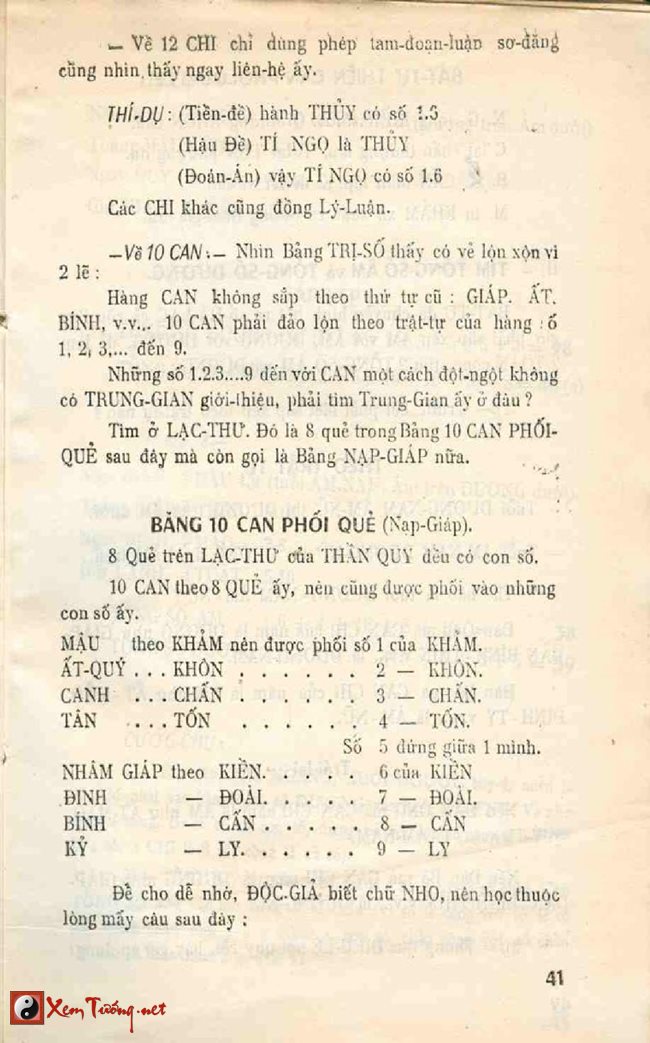 — Về 12 CHI chỉ dùng phép tam-đoạn-luận sơ-đẳng
cũng nhìn thấy ngay liên-hệ ấy.
THÍ-DỤ : (Tiền-đề) hành THỦY có số 1.6
(Hậu Đề) TÍ NGỌ là THỦY
(Đoán-Án) vậy TÍ NGỌ có số 1.6
Các CHI khác cũng đồng Lý-Luận.
—Về 10 CAN :— Nhìn Bảng TRỊ-SỐ thấy có vẻ lộn xộn vì
2 lẽ :
Hàng CAN không sắp theo thứ tự cũ : GIÁP. ẤT.
BÍNH, v.v... 10 CAN phải đảo lộn theo trật-tự của hàng số
1, 2, 3,... đến 9.
Những số 1.2.3....9 đến với CAN một cách đột-ngột không
có TRUNG-GIAN giới-thiệu, phải tìm Trung-Gian ấy ở đâu ?
Tìm ở LẠC-THƯ. Đó là 8 quẻ trong Bảng 10 CAN PHỐI-
QUẺ sau đây mà còn gọi là Bảng NẠP-GIÁP nữa.
BẢNG 10 CAN PHỐI QUẺ (Nạp-Giáp).
8 Quẻ trên LẠC-THƯ của THẦN QUY đều có con số.
10 CAN theo 8 QUẺ ấy, nên cũng được phối vào những
con số ấy.
MẬU theo KHẢM nên được phối số 1 của KHẢM.
ẤT-QUÝ . . . KHÔN . . . . . . 2 — KHÔN.
CANH . . . CHẤN . . . . . . 3 — CHẤN.
TÂN . . . TỐN . . . . . . 4 — TỐN.
Số 5 đứng giữa 1 mình.
NHÂM GIÁP theo KIỀN. . . . . 6 của KIỀN
ĐINH — ĐOÀI. . . . . 7 — ĐOÀI.
BÍNH — CẤN . . . . . 8 — CẤN
KỶ — LY. . . . . . 9 — LY
Để cho dễ nhớ, ĐỘC-GIẢ biết chữ NHO, nên học thuộc
lòng mấy câu sau đây :
41
XemTướng.net